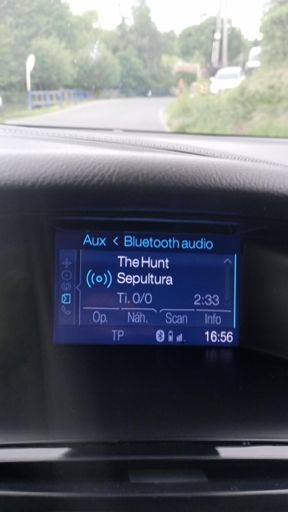 Aux < Bluetooth audio
The Hunt
Sepultura
Ti. 0/0 2:33
Op. Náh. Scan Info
TP 16:56